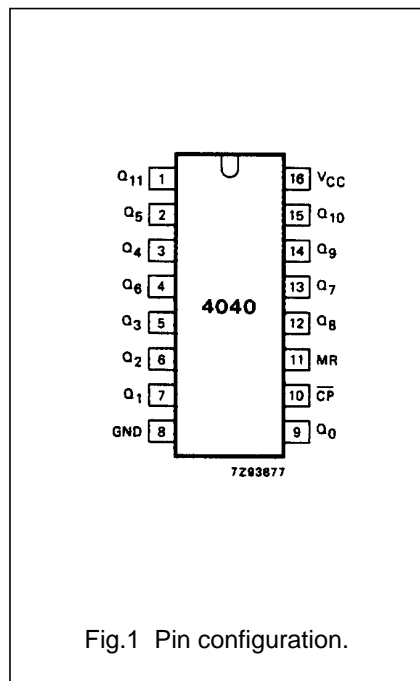 Q11 1 16 VCC
Q5 2 15 Q10
Q4 3 14 Q9
Q6 4 13 Q7
4040
Q3 5 12 Q8
Q2 6 11 MR
Q1 7 10 C̅P̅
GND 8 9 Q0
7Z93677
Fig.1 Pin configuration.